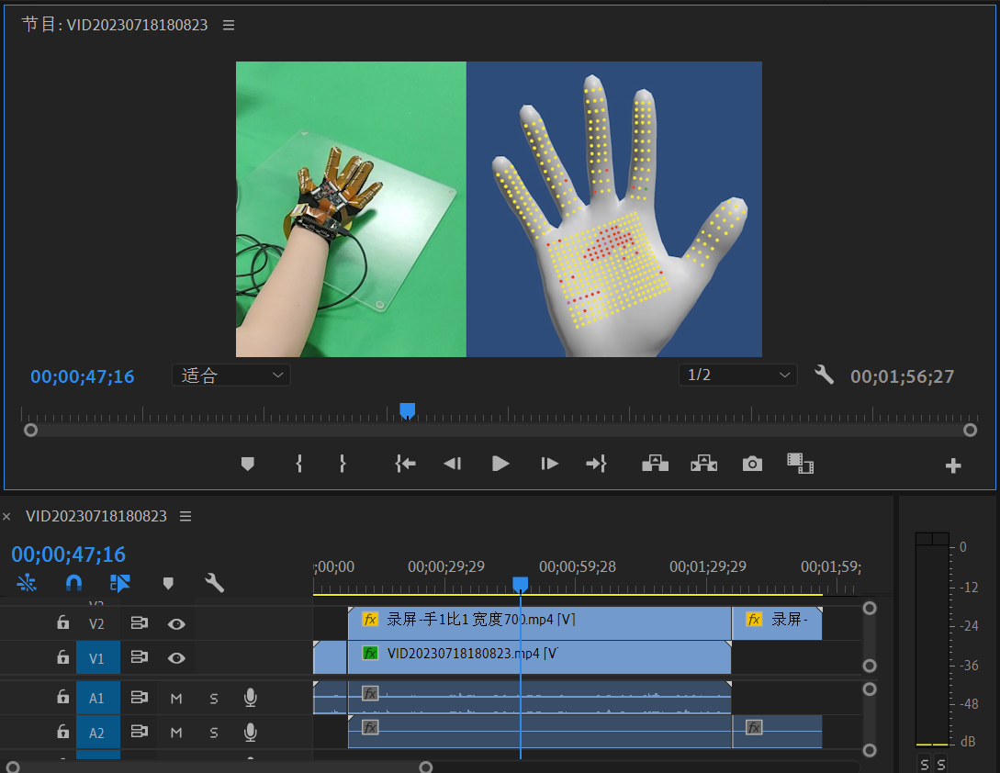 节目: VID20230718180823
00;00;47;16
适合
1/2
00;01;56;27
× VID20230718180823
00;00;47;16
;00;00
00;00;29;29
00;00;59;28
00;01;29;29
00;01;59;
V2
fx 录屏-手1比1 宽度700.mp4 [V]
fx 录屏-
V1
fx VID20230718180823.mp4 [V
A1
M
S
fx
A2
M
S
fx
fx
0
-12
-24
-36
-48
dB
S S